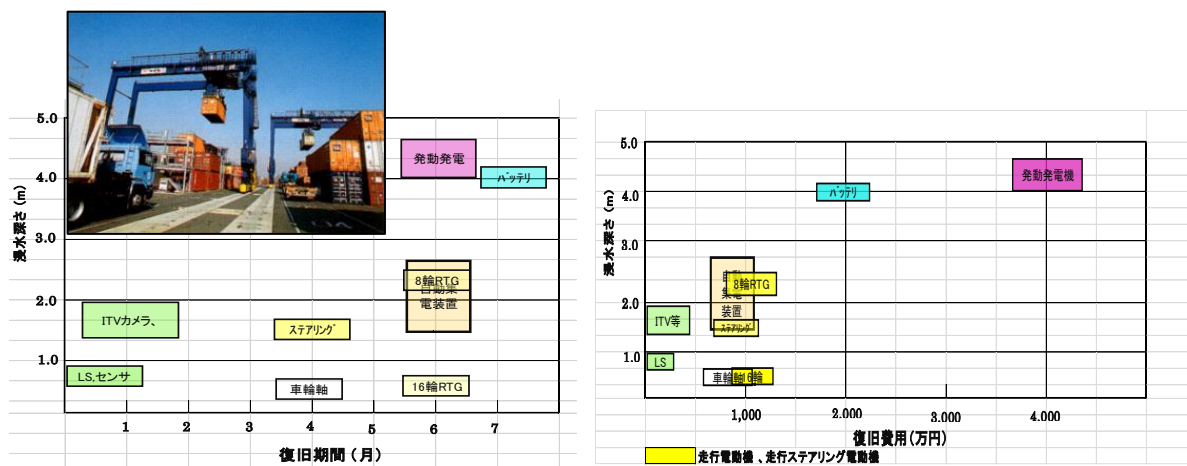 5.0
4.0
3.0
2.0
1.0
浸水深さ(m)
発動発電
バッテリ
8輪RTG
自動集
電装置
ITVカメラ、
ステアリング
LS,センサ
車輪軸
16輪RTG
1
2
3
4
5
6
7
復旧期間(月)
5.0
4.0
3.0
2.0
1.0
浸水深さ(m)
発動発電機
バッテリ
自動
集電
装置
8輪RTG
ITV等
ステアリング
LS
車輪軸
16輪
1,000
2.000
3.000
4.000
復旧費用(万円)
走行電動機、走行ステアリング電動機